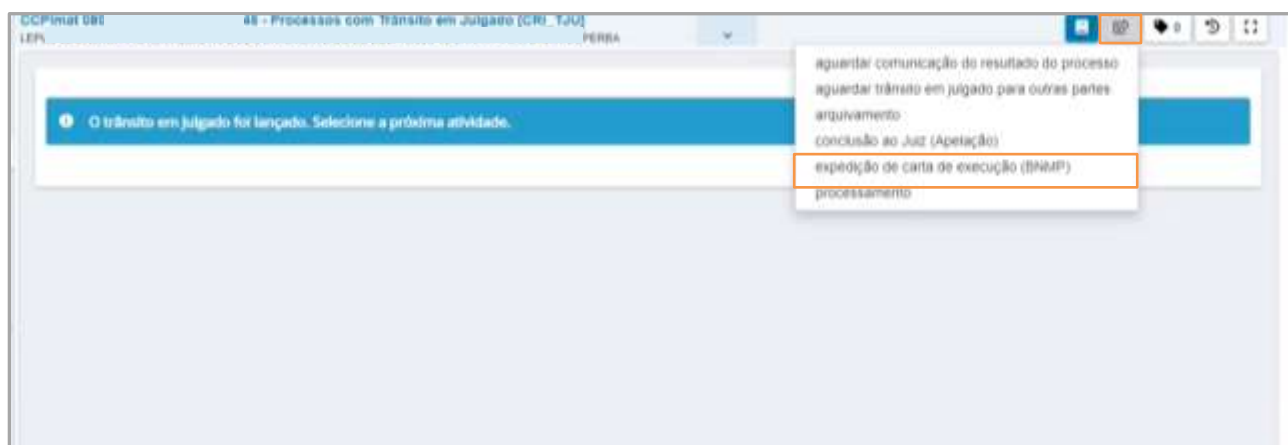 CCPimat 080 48 - Processos com Trânsito em Julgado [CRI_TJU]
PERBA
0
aguardar comunicação do resultado do processo
aguardar trânsito em julgado para outras partes
arquivamento
O trânsito em julgado foi lançado. Selecione a próxima atividade.
conclusão ao Juiz (Apelação)
expedição de carta de execução (BNMP)
processamento